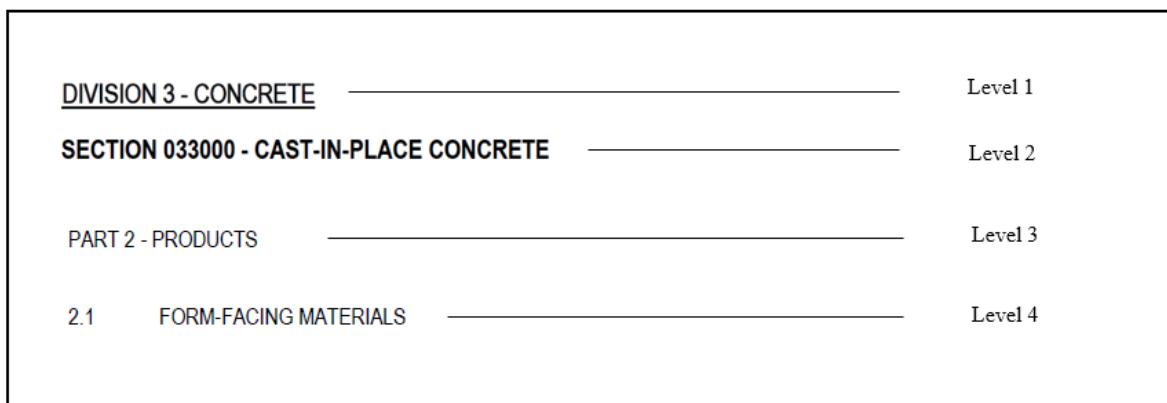 DIVISION 3 - CONCRETE Level 1
SECTION 033000 - CAST-IN-PLACE CONCRETE Level 2
PART 2 - PRODUCTS Level 3
2.1 FORM-FACING MATERIALS Level 4